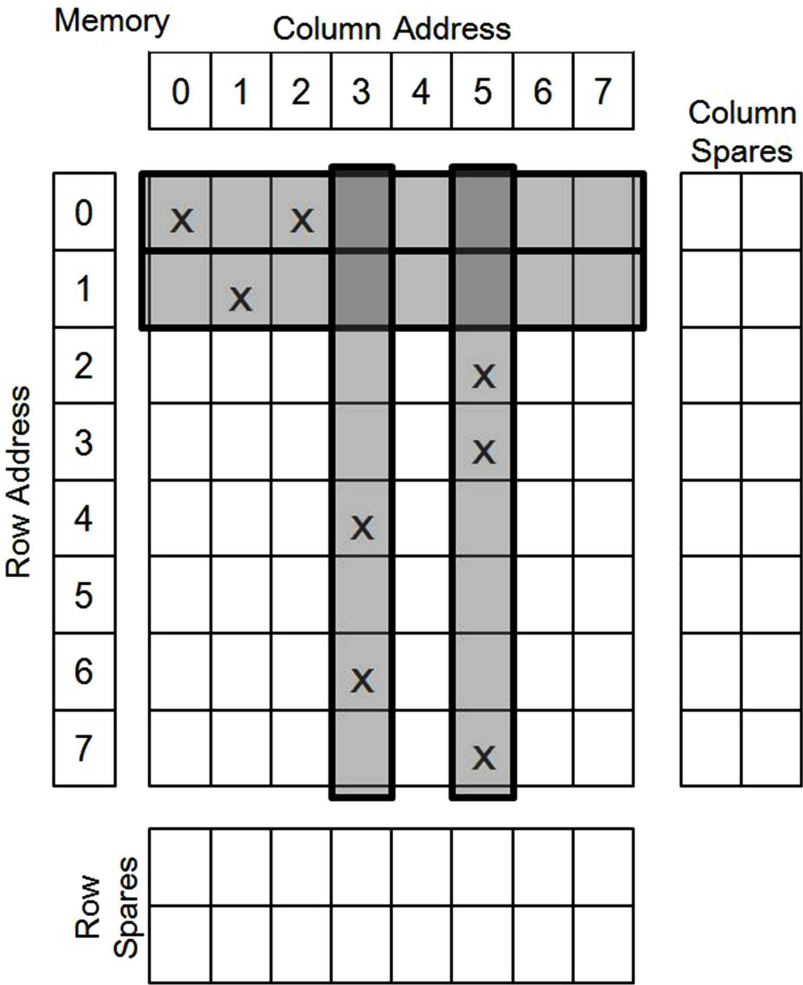 Memory
Column Address
0 1 2 3 4 5 6 7
Column
Spares
Row Address
0 x x
1 x
2 x
3 x
4 x
5
6 x
7 x
Row
Spares